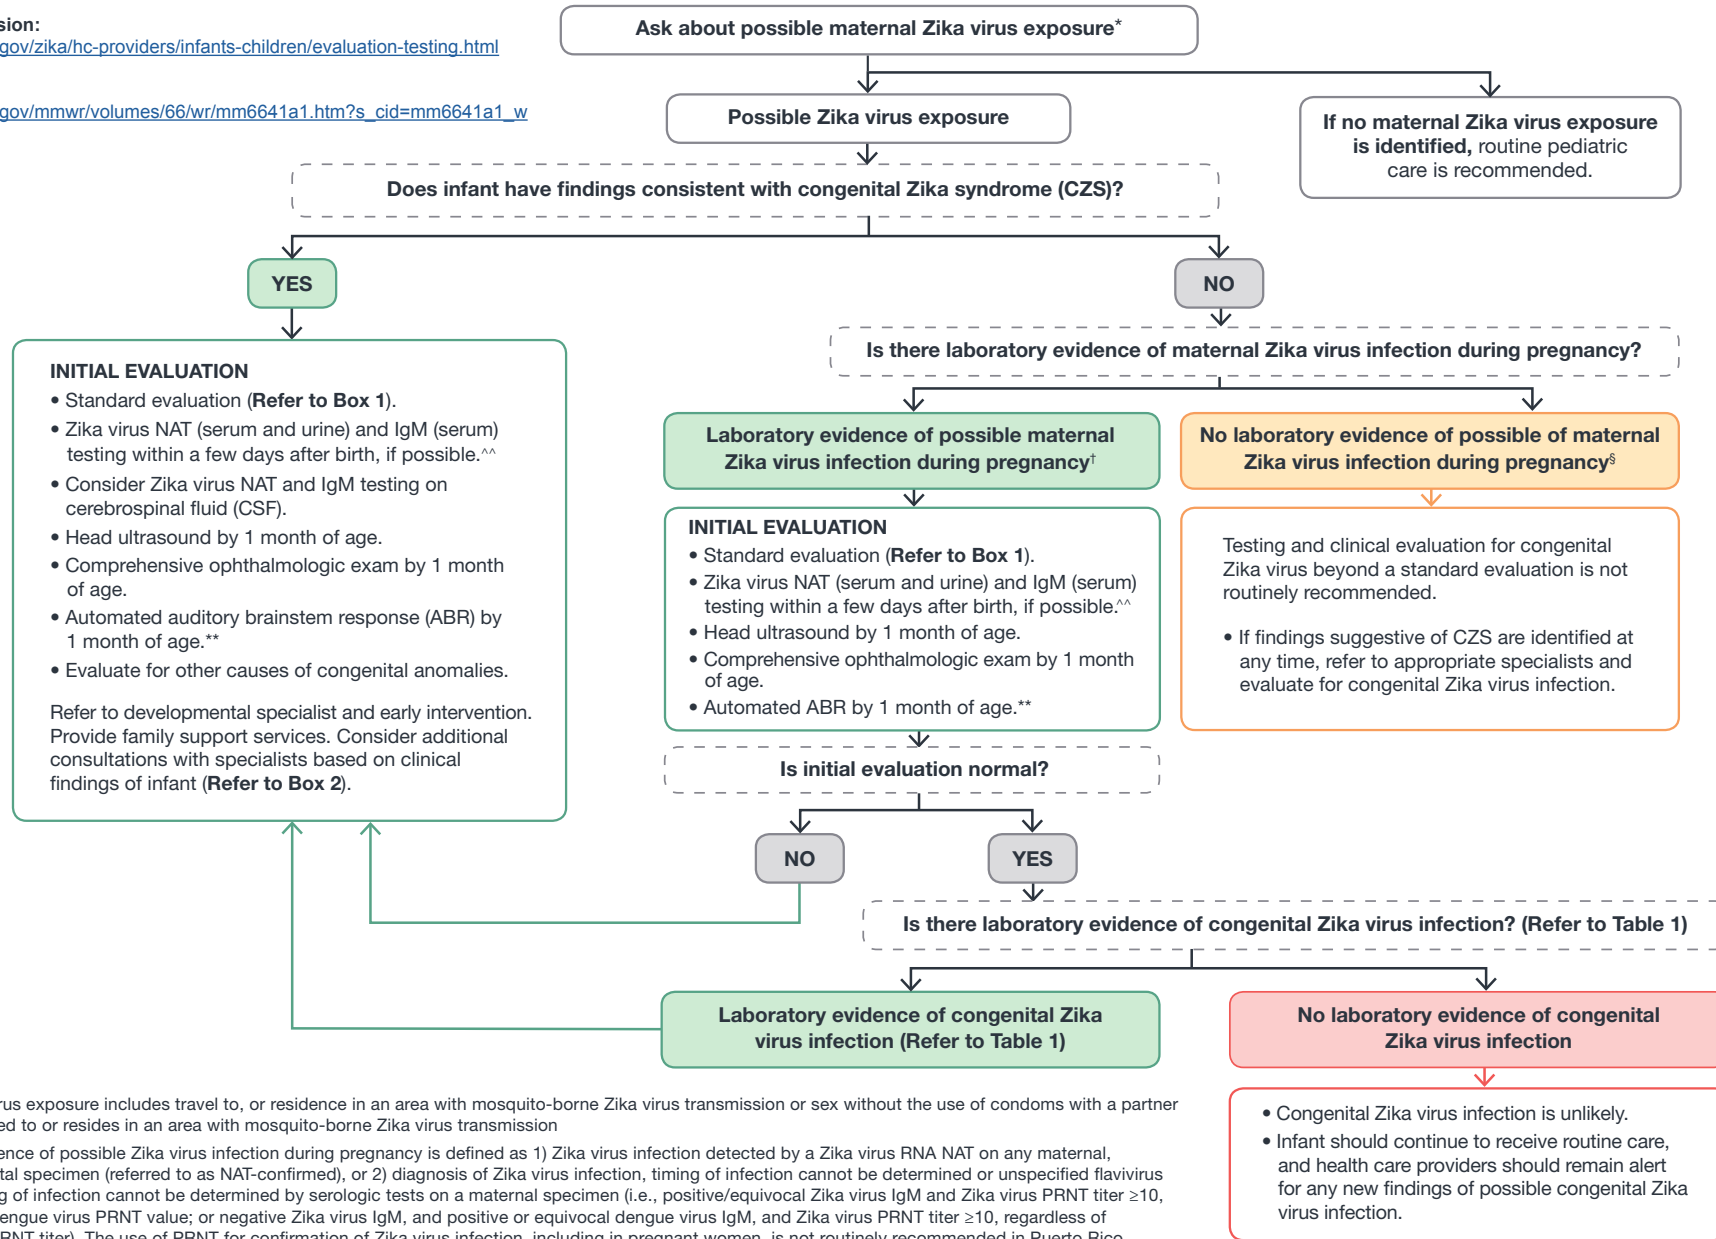 sion:
gov/zika/hc-providers/infants-children/evaluation-testing.html
gov/mmwr/volumes/66/wr/mm6641a1.htm?s_cid=mm6641a1_w
Ask about possible maternal Zika virus exposure*
Possible Zika virus exposure
If no maternal Zika virus exposure
is identified, routine pediatric
care is recommended.
Does infant have findings consistent with congenital Zika syndrome (CZS)?
YES
NO
INITIAL EVALUATION
• Standard evaluation (Refer to Box 1).
• Zika virus NAT (serum and urine) and IgM (serum)
testing within a few days after birth, if possible.^^
• Consider Zika virus NAT and IgM testing on
cerebrospinal fluid (CSF).
• Head ultrasound by 1 month of age.
• Comprehensive ophthalmologic exam by 1 month
of age.
• Automated auditory brainstem response (ABR) by
1 month of age.**
• Evaluate for other causes of congenital anomalies.
Refer to developmental specialist and early intervention.
Provide family support services. Consider additional
consultations with specialists based on clinical
findings of infant (Refer to Box 2).
Is there laboratory evidence of maternal Zika virus infection during pregnancy?
Laboratory evidence of possible maternal
Zika virus infection during pregnancy†
No laboratory evidence of possible of maternal
Zika virus infection during pregnancy§
INITIAL EVALUATION
• Standard evaluation (Refer to Box 1).
• Zika virus NAT (serum and urine) and IgM (serum)
testing within a few days after birth, if possible.^^
• Head ultrasound by 1 month of age.
• Comprehensive ophthalmologic exam by 1 month
of age.
• Automated ABR by 1 month of age.**
Testing and clinical evaluation for congenital
Zika virus beyond a standard evaluation is not
routinely recommended.
• If findings suggestive of CZS are identified at
any time, refer to appropriate specialists and
evaluate for congenital Zika virus infection.
Is initial evaluation normal?
NO
YES
Is there laboratory evidence of congenital Zika virus infection? (Refer to Table 1)
Laboratory evidence of congenital Zika
virus infection (Refer to Table 1)
No laboratory evidence of congenital
Zika virus infection
• Congenital Zika virus infection is unlikely.
• Infant should continue to receive routine care,
and health care providers should remain alert
for any new findings of possible congenital Zika
virus infection.
rus exposure includes travel to, or residence in an area with mosquito-borne Zika virus transmission or sex without the use of condoms with a partner
ed to or resides in an area with mosquito-borne Zika virus transmission
ence of possible Zika virus infection during pregnancy is defined as 1) Zika virus infection detected by a Zika virus RNA NAT on any maternal,
tal specimen (referred to as NAT-confirmed), or 2) diagnosis of Zika virus infection, timing of infection cannot be determined or unspecified flavivirus
g of infection cannot be determined by serologic tests on a maternal specimen (i.e., positive/equivocal Zika virus IgM and Zika virus PRNT titer ≥10,
engue virus PRNT value; or negative Zika virus IgM, and positive or equivocal dengue virus IgM, and Zika virus PRNT titer ≥10, regardless of
RNT titer). The use of PRNT for confirmation of Zika virus infection, including in pregnant women, is not routinely recommended in Puerto Rico